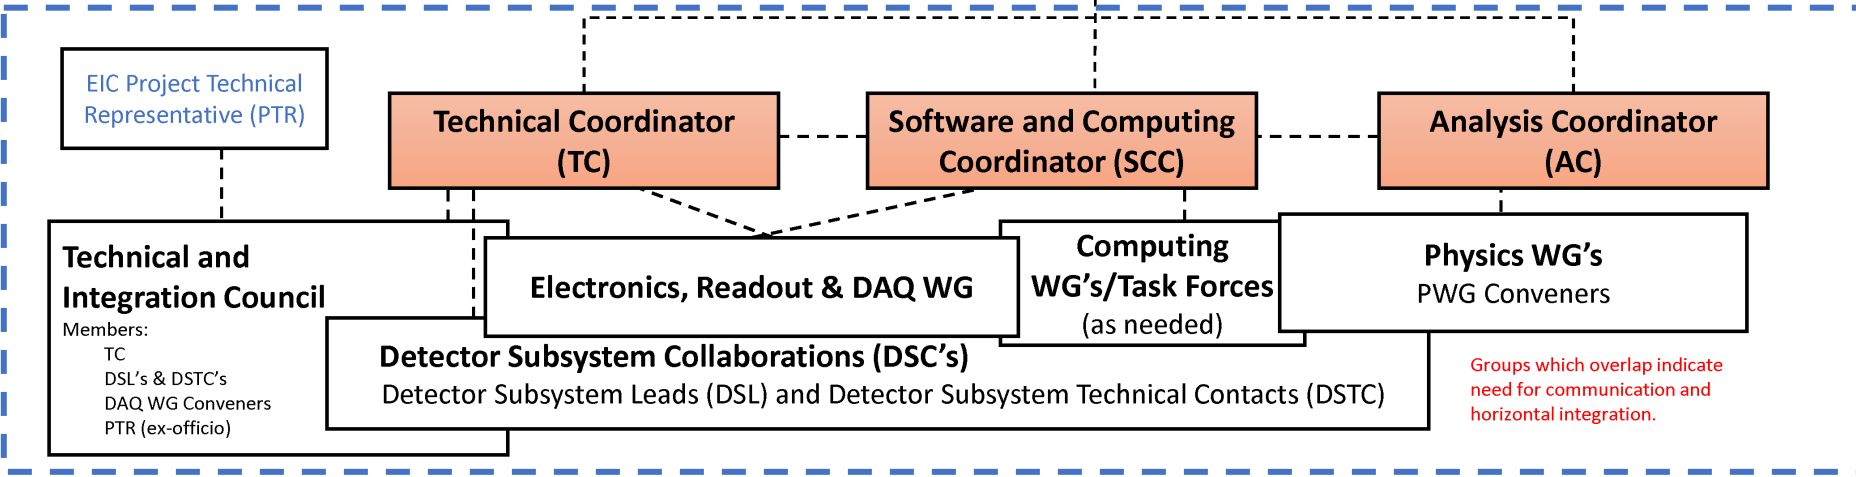 EIC Project Technical
Representative (PTR)
Technical Coordinator
(TC)
Software and Computing
Coordinator (SCC)
Analysis Coordinator
(AC)
Technical and
Integration Council
Members:
TC
DSL's & DSTC's
DAQ WG Conveners
PTR (ex-officio)
Electronics, Readout & DAQ WG
Computing
WG's/Task Forces
(as needed)
Physics WG's
PWG Conveners
Detector Subsystem Collaborations (DSC's)
Detector Subsystem Leads (DSL) and Detector Subsystem Technical Contacts (DSTC)
Groups which overlap indicate
need for communication and
horizontal integration.